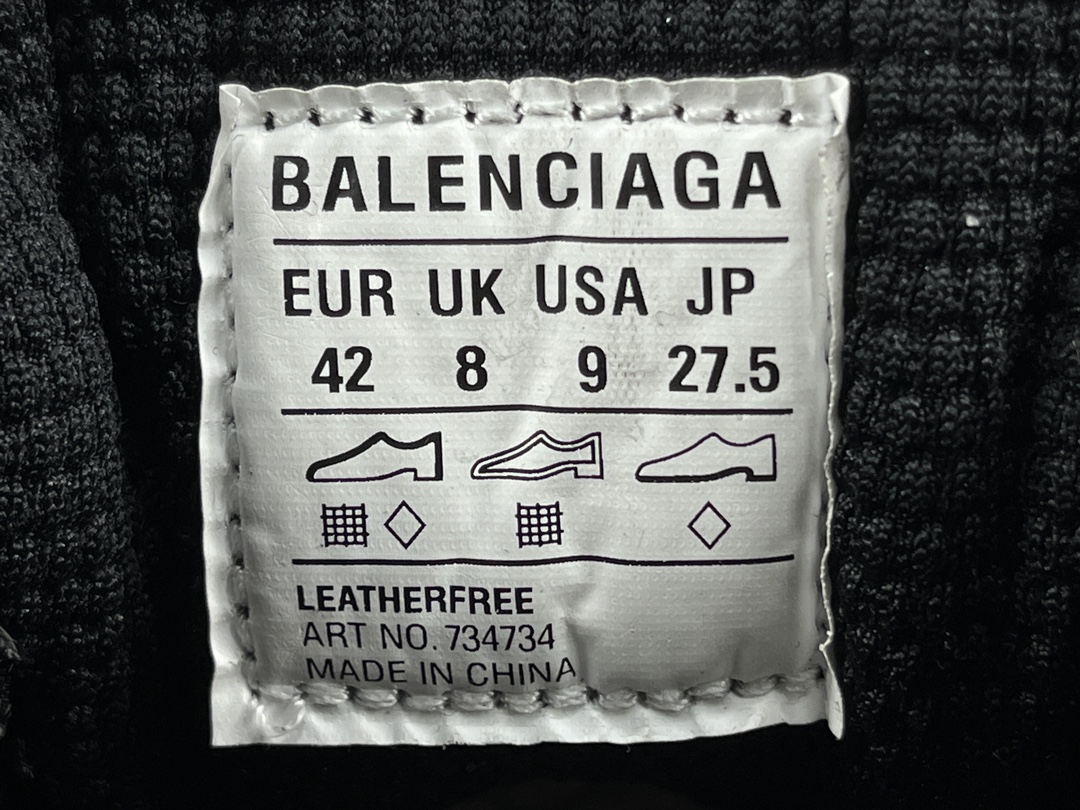 BALENCIAGA
EUR UK USA JP
42 8 9 27.5
LEATHERFREE
ART NO. 734734
MADE IN CHINA